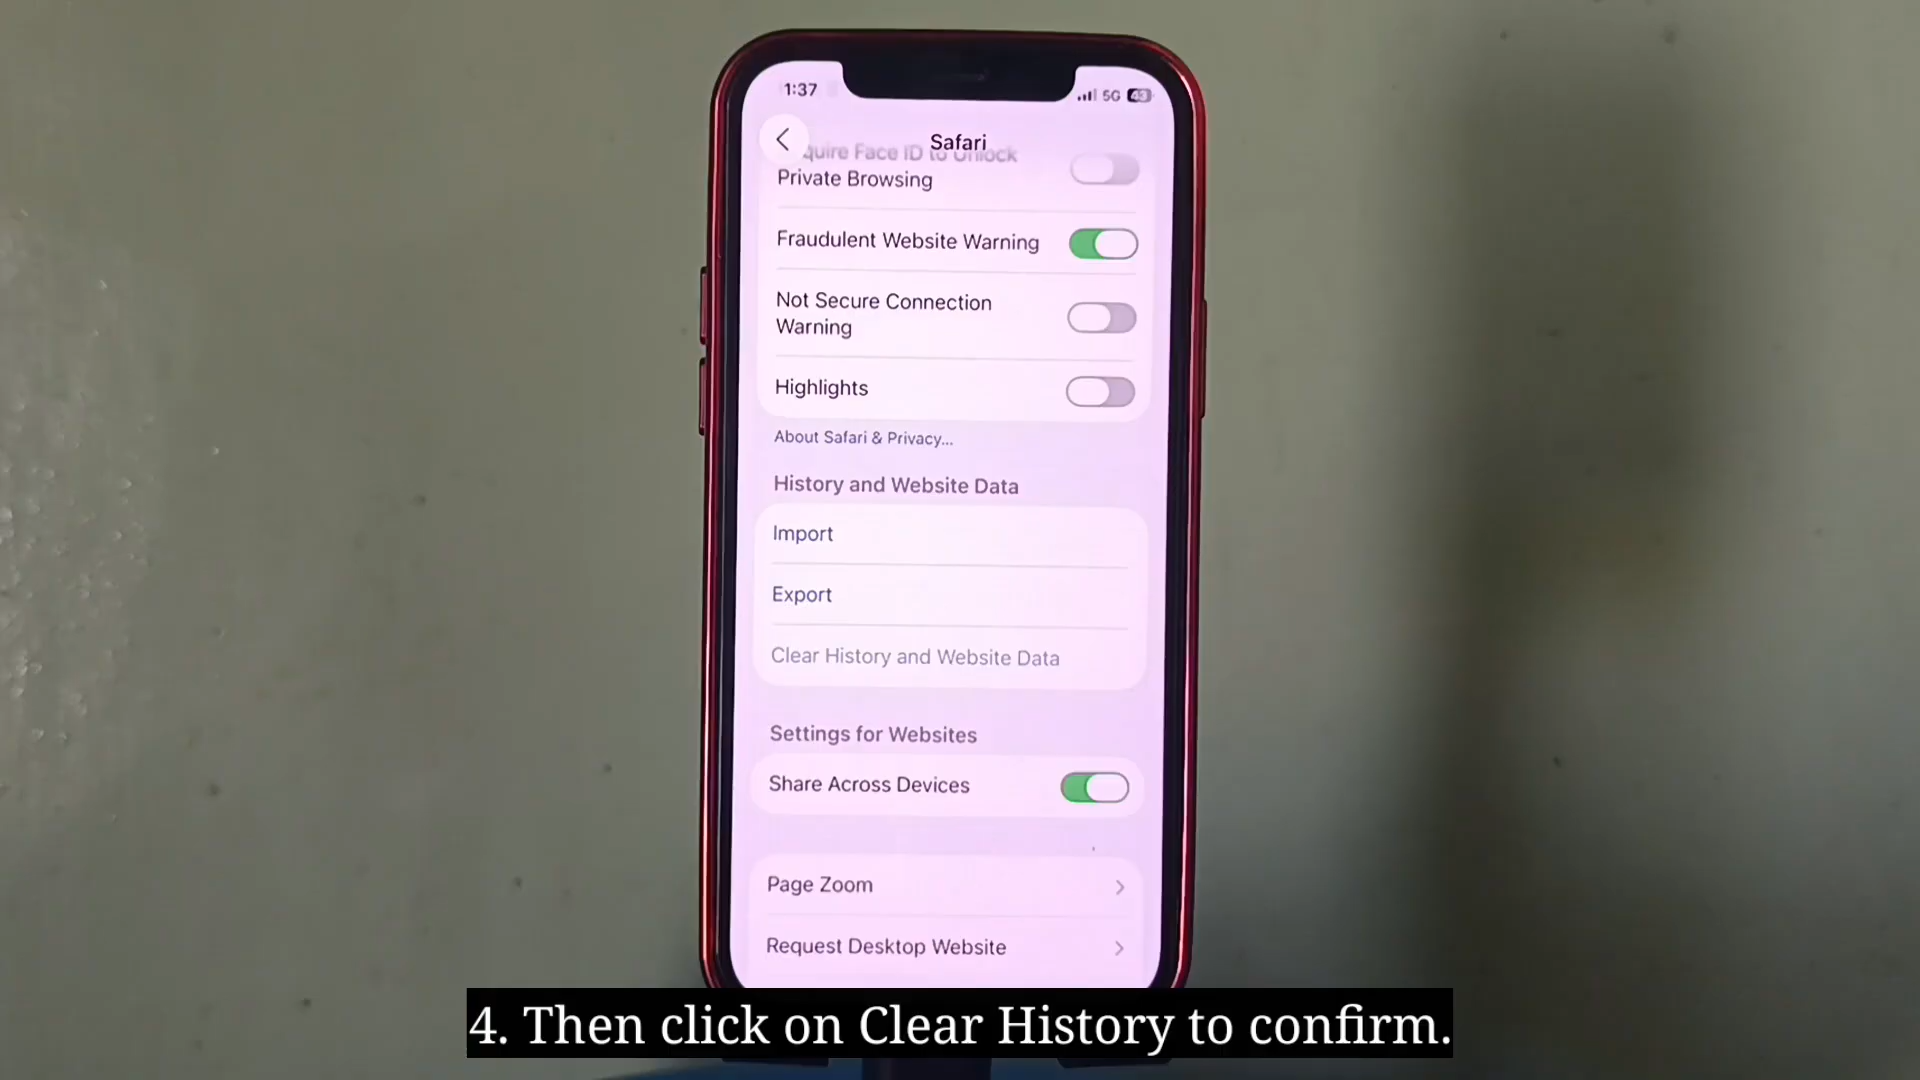 1:37
5G 43
Safari
quire Face ID to Unlock
Private Browsing
Fraudulent Website Warning
Not Secure Connection
Warning
Highlights
About Safari & Privacy...
History and Website Data
Import
Export
Clear History and Website Data
Settings for Websites
Share Across Devices
Page Zoom
Request Desktop Website
4. Then click on Clear History to confirm.